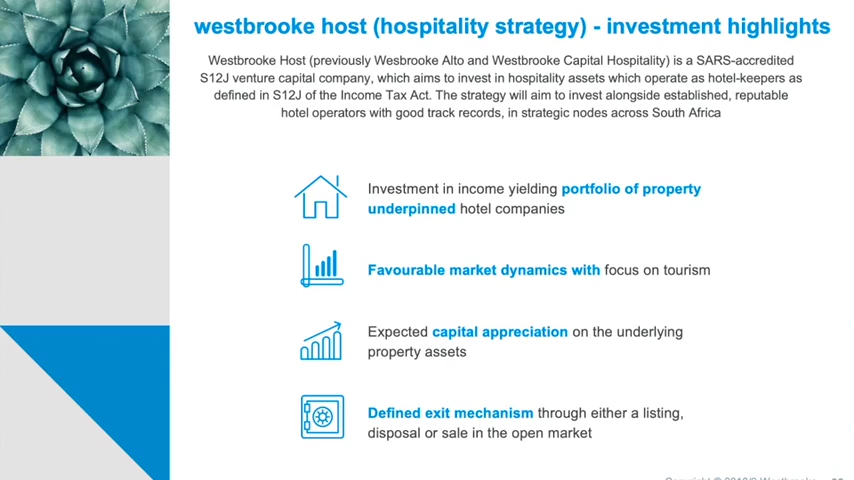 westbrooke host (hospitality strategy) - investment highlights
Westbrooke Host (previously Wesbrooke Alto and Westbrooke Capital Hospitality) is a SARS-accredited
S12J venture capital company, which aims to invest in hospitality assets which operate as hotel-keepers as
defined in S12J of the Income Tax Act. The strategy will aim to invest alongside established, reputable
hotel operators with good track records, in strategic nodes across South Africa
Investment in income yielding portfolio of property
underpinned hotel companies
Favourable market dynamics with focus on tourism
Expected capital appreciation on the underlying
property assets
Defined exit mechanism through either a listing,
disposal or sale in the open market